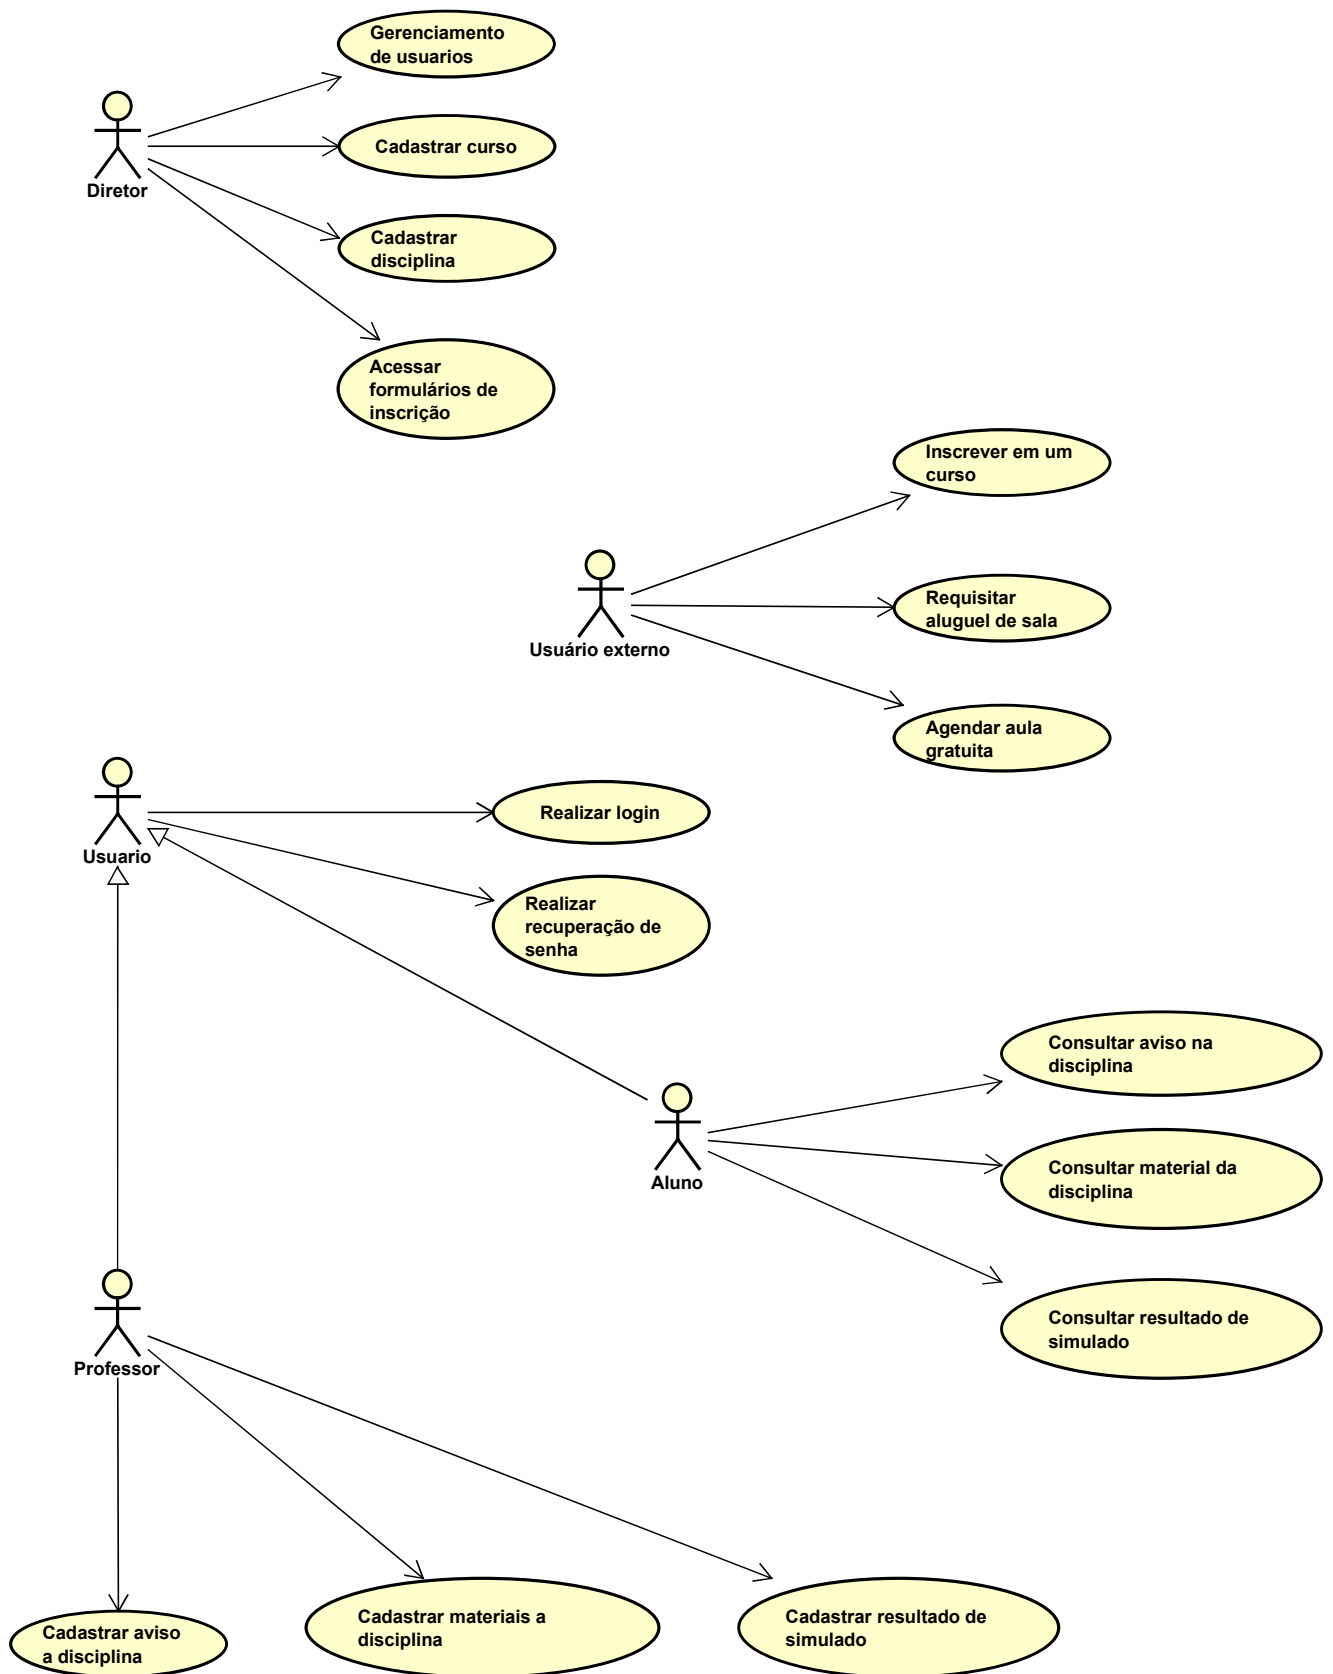 Gerenciamento
de usuarios
Cadastrar curso
Diretor
Cadastrar
disciplina
Acessar
formulários de
inscrição
Inscrever em um
curso
Requisitar
aluguel de sala
Usuário externo
Agendar aula
gratuita
Realizar login
Usuario
Realizar
recuperação de
senha
Consultar aviso na
disciplina
Consultar material da
disciplina
Aluno
Consultar resultado de
simulado
Professor
Cadastrar aviso
a disciplina
Cadastrar materiais a
disciplina
Cadastrar resultado de
simulado